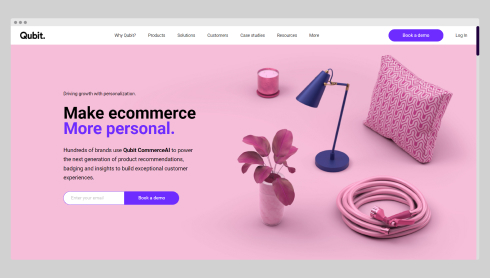 Qubit.
Why Qubit?
Products
Solutions
Customers
Case studies
Resources
More
Book a demo
Log In
Driving growth with personalization.
Make ecommerce
More personal.
Hundreds of brands use Qubit CommerceAI to power
the next generation of product recommendations,
badging and insights to build exceptional customer
experiences.
Enter your email
Book a demo